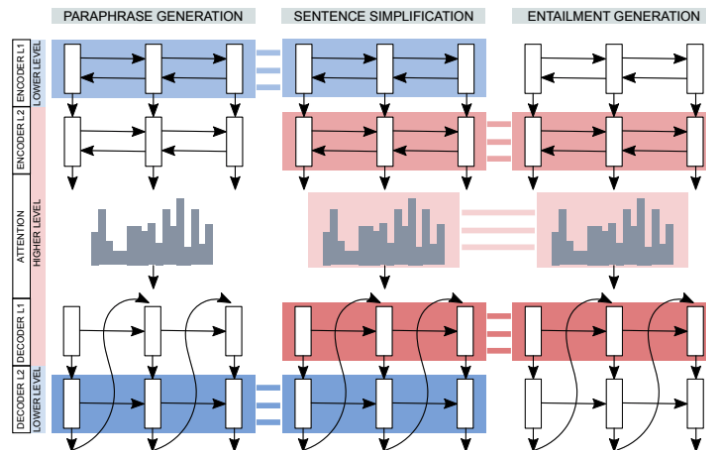 PARAPHRASE GENERATION
SENTENCE SIMPLIFICATION
ENTAILMENT GENERATION
ENCODER L1
LOWER LEVEL
ENCODER L2
ATTENTION
HIGHER LEVEL
DECODER L1
DECODER L2
LOWER LEVEL